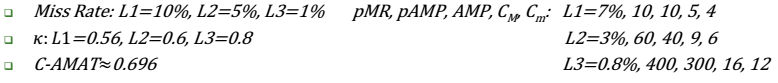 ▫ Miss Rate: L1=10%, L2=5%, L3=1% pMR, pAMP, AMP, C_M, C_m: L1=7%, 10, 10, 5, 4
▫ κ: L1=0.56, L2=0.6, L3=0.8 L2=3%, 60, 40, 9, 6
▫ C-AMAT≈0.696 L3=0.8%, 400, 300, 16, 12